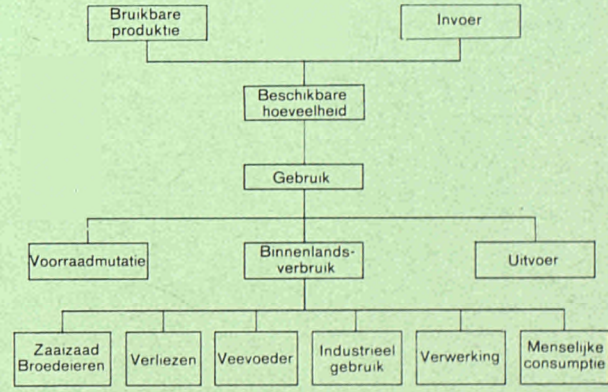 Bruikbare
produktie
Invoer
Beschikbare
hoeveelheid
Gebruik
Voorraadmutatie
Binnenlands-
verbruik
Uitvoer
Zaaizaad
Broedeieren
Verliezen
Veevoeder
Industrieel
gebruik
Verwerking
Menselijke
consumptie